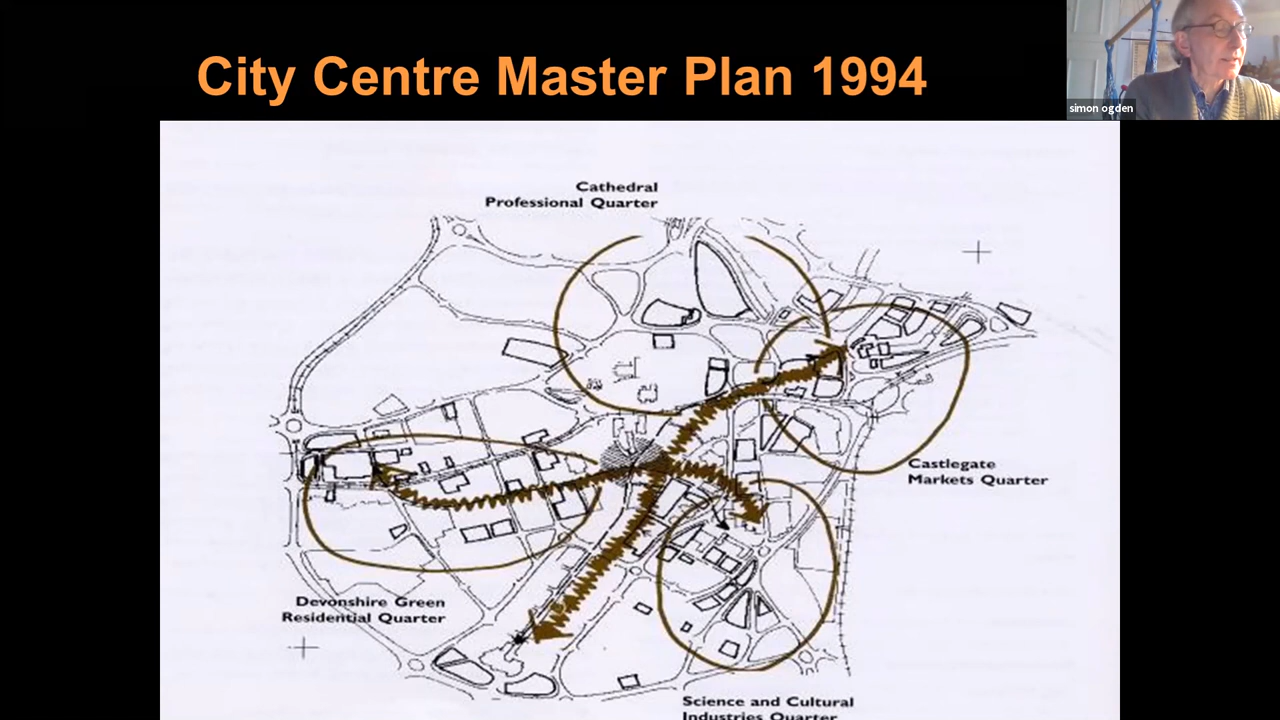 City Centre Master Plan 1994
simon ogden
Cathedral
Professional Quarter
Castlegate
Markets Quarter
Devonshire Green
Residential Quarter
Science and Cultural
Industries Quarter